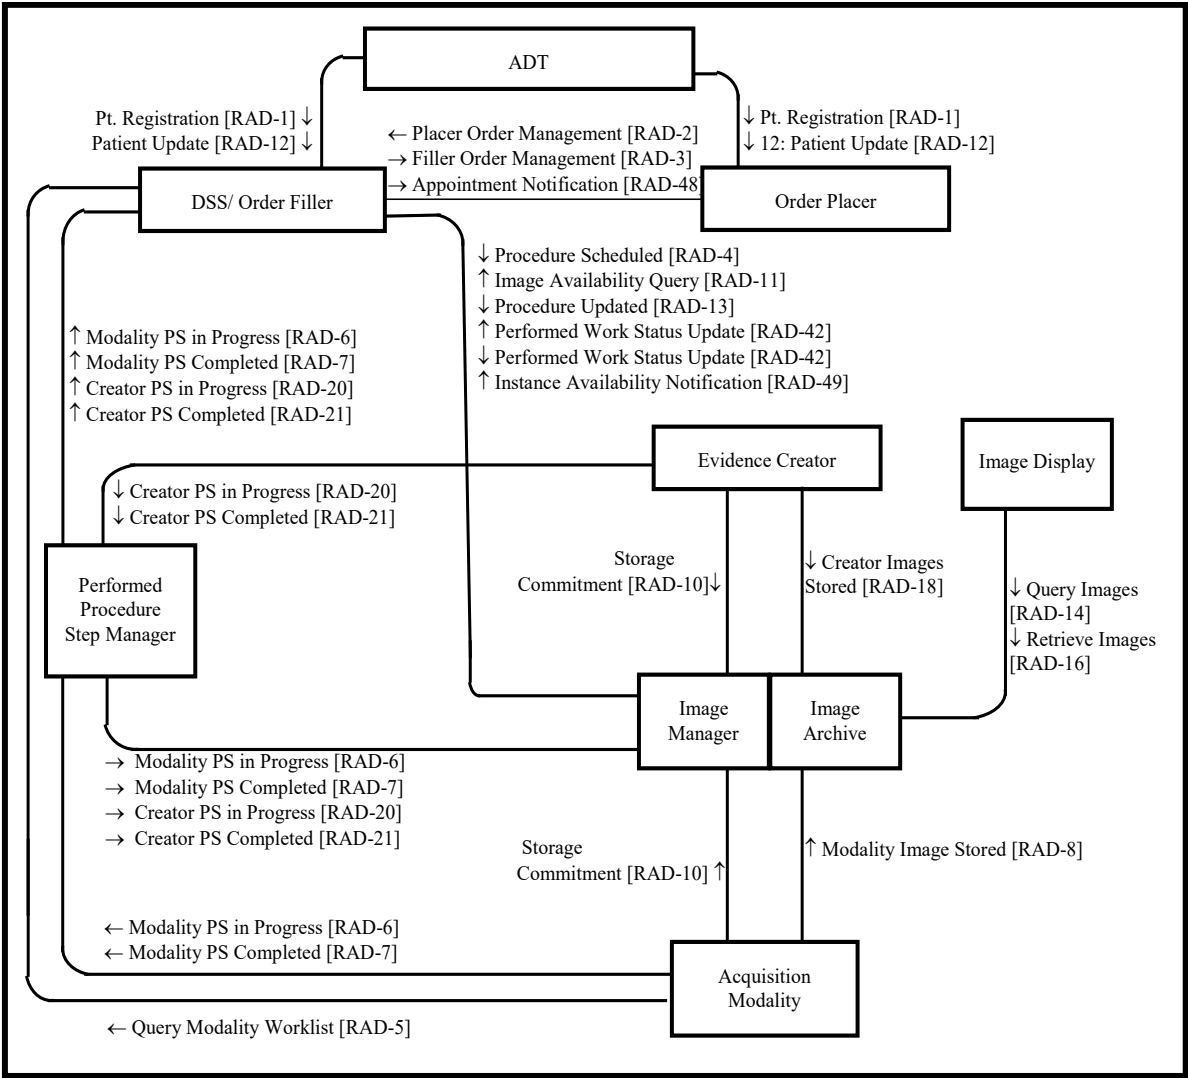 ADT
Pt. Registration [RAD-1] ↓
Patient Update [RAD-12] ↓
← Placer Order Management [RAD-2]
→ Filler Order Management [RAD-3]
→ Appointment Notification [RAD-48]
↓ Pt. Registration [RAD-1]
↓ 12: Patient Update [RAD-12]
DSS/ Order Filler
Order Placer
↓ Procedure Scheduled [RAD-4]
↑ Image Availability Query [RAD-11]
↓ Procedure Updated [RAD-13]
↑ Performed Work Status Update [RAD-42]
↓ Performed Work Status Update [RAD-42]
↑ Instance Availability Notification [RAD-49]
↑ Modality PS in Progress [RAD-6]
↑ Modality PS Completed [RAD-7]
↑ Creator PS in Progress [RAD-20]
↑ Creator PS Completed [RAD-21]
Evidence Creator
Image Display
↓ Creator PS in Progress [RAD-20]
↓ Creator PS Completed [RAD-21]
Storage
Commitment [RAD-10]↓
↓ Creator Images
Stored [RAD-18]
↓ Query Images
[RAD-14]
↓ Retrieve Images
[RAD-16]
Performed
Procedure
Step Manager
Image
Manager
Image
Archive
→ Modality PS in Progress [RAD-6]
→ Modality PS Completed [RAD-7]
→ Creator PS in Progress [RAD-20]
→ Creator PS Completed [RAD-21]
Storage
Commitment [RAD-10] ↑
↑ Modality Image Stored [RAD-8]
← Modality PS in Progress [RAD-6]
← Modality PS Completed [RAD-7]
Acquisition
Modality
← Query Modality Worklist [RAD-5]